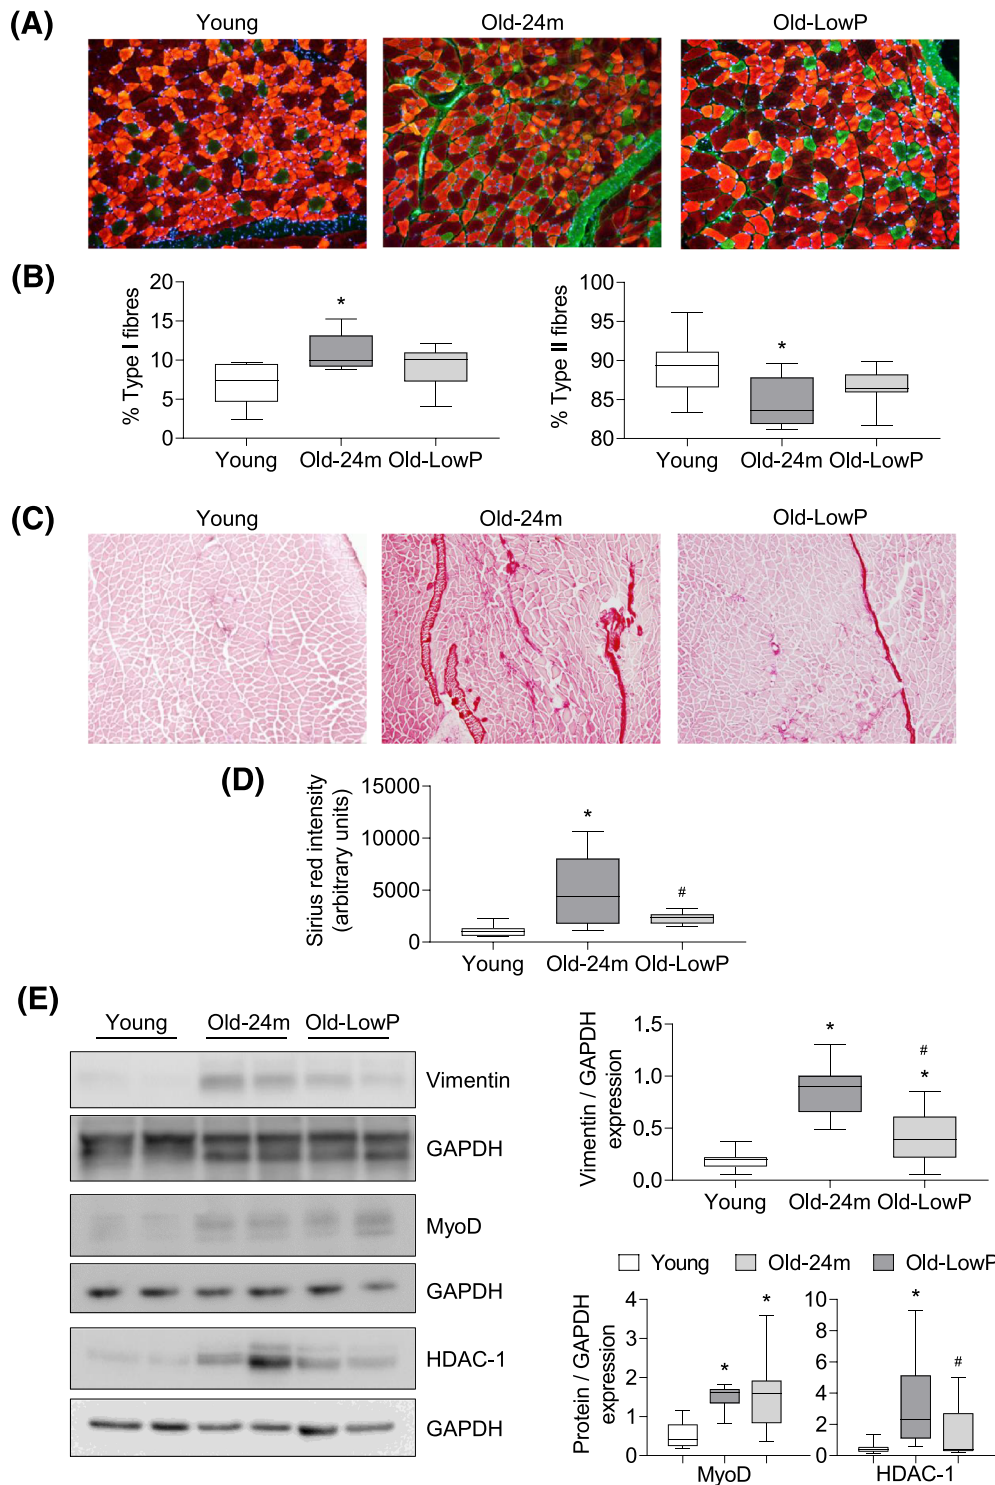 (A)
Young
Old-24m
Old-LowP
(B)
% Type I fibres
20
15
10
5
0
*
Young
Old-24m
Old-LowP
% Type II fibres
100
95
90
85
80
*
Young
Old-24m
Old-LowP
(C)
Young
Old-24m
Old-LowP
(D)
Sirius red intensity
(arbitrary units)
15000
10000
5000
0
*
#
Young
Old-24m
Old-LowP
(E)
Young
Old-24m
Old-LowP
Vimentin
GAPDH
MyoD
GAPDH
HDAC-1
GAPDH
Vimentin / GAPDH
expression
1.5
1.0
0.5
0.0
*
#
*
Young
Old-24m
Old-LowP
Young
Old-24m
Old-LowP
Protein / GAPDH
expression
4
3
2
1
0
*
*
MyoD
10
8
6
4
2
0
*
#
HDAC-1